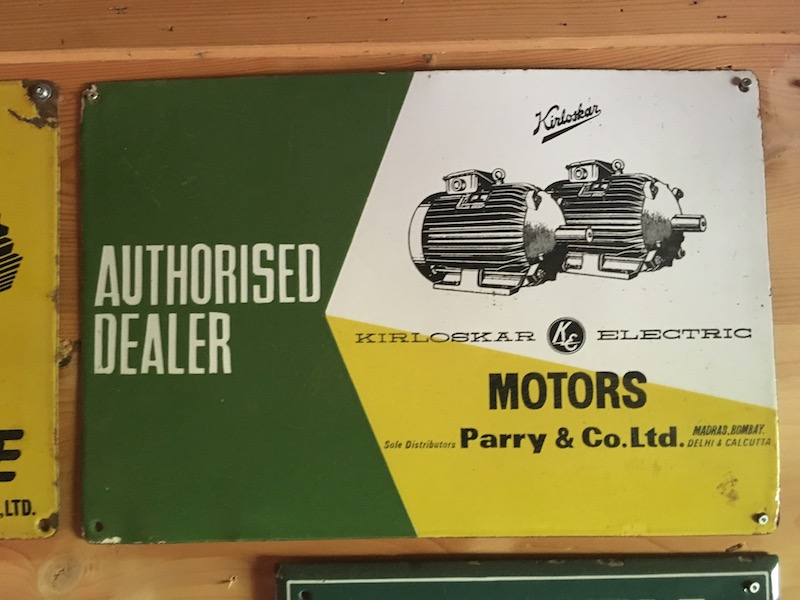 Kirloskar
AUTHORISED
DEALER
KIRLOSKAR KE ELECTRIC
MOTORS
Sole Distributors Parry & Co. Ltd. MADRAS, BOMBAY,
DELHI & CALCUTTA
E
, LTD.